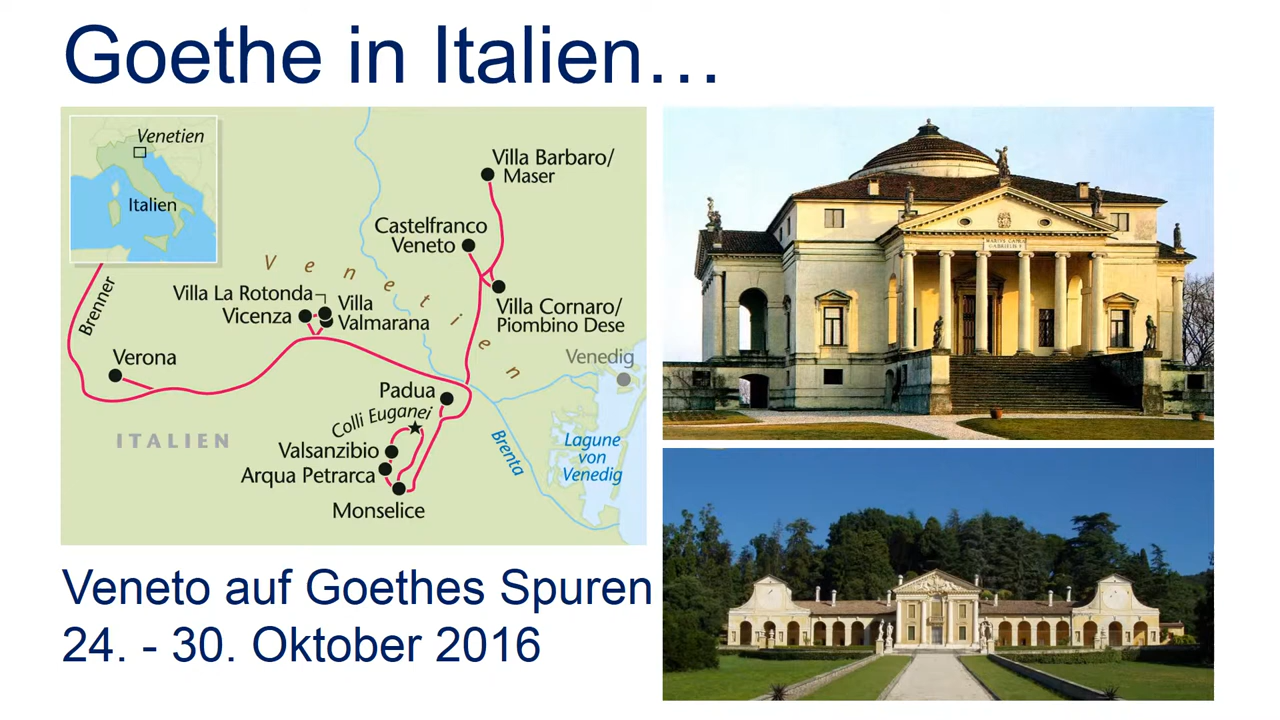 Goethe in Italien…
Venetien
Italien
Villa Barbaro/
Maser
Castelfranco
Veneto
Venetien
Villa La Rotonda
Vicenza
Villa
Valmarana
Villa Cornaro/
Piombino Dese
Brenner
Verona
Venedig
Padua
Colli Euganei
ITALIEN
Valsanzibio
Arqua Petrarca
Monselice
Brenta
Lagune
von
Venedig
Veneto auf Goethes Spuren
24. - 30. Oktober 2016